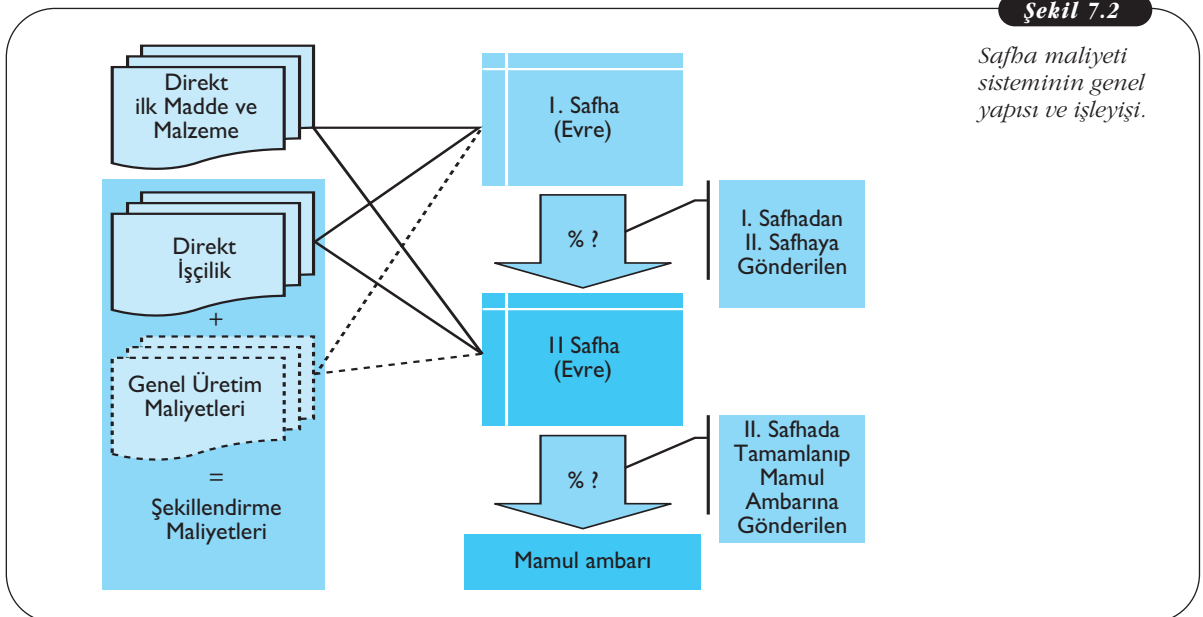 Şekil 7.2
Safha maliyeti
sisteminin genel
yapısı ve işleyişi.
Direkt
ilk Madde ve
Malzeme
Direkt
İşçilik
+
Genel Üretim
Maliyetleri
=
Şekillendirme
Maliyetleri
I. Safha
(Evre)
% ?
I. Safhadan
II. Safhaya
Gönderilen
II Safha
(Evre)
% ?
II. Safhada
Tamamlanıp
Mamul
Ambarına
Gönderilen
Mamul ambarı